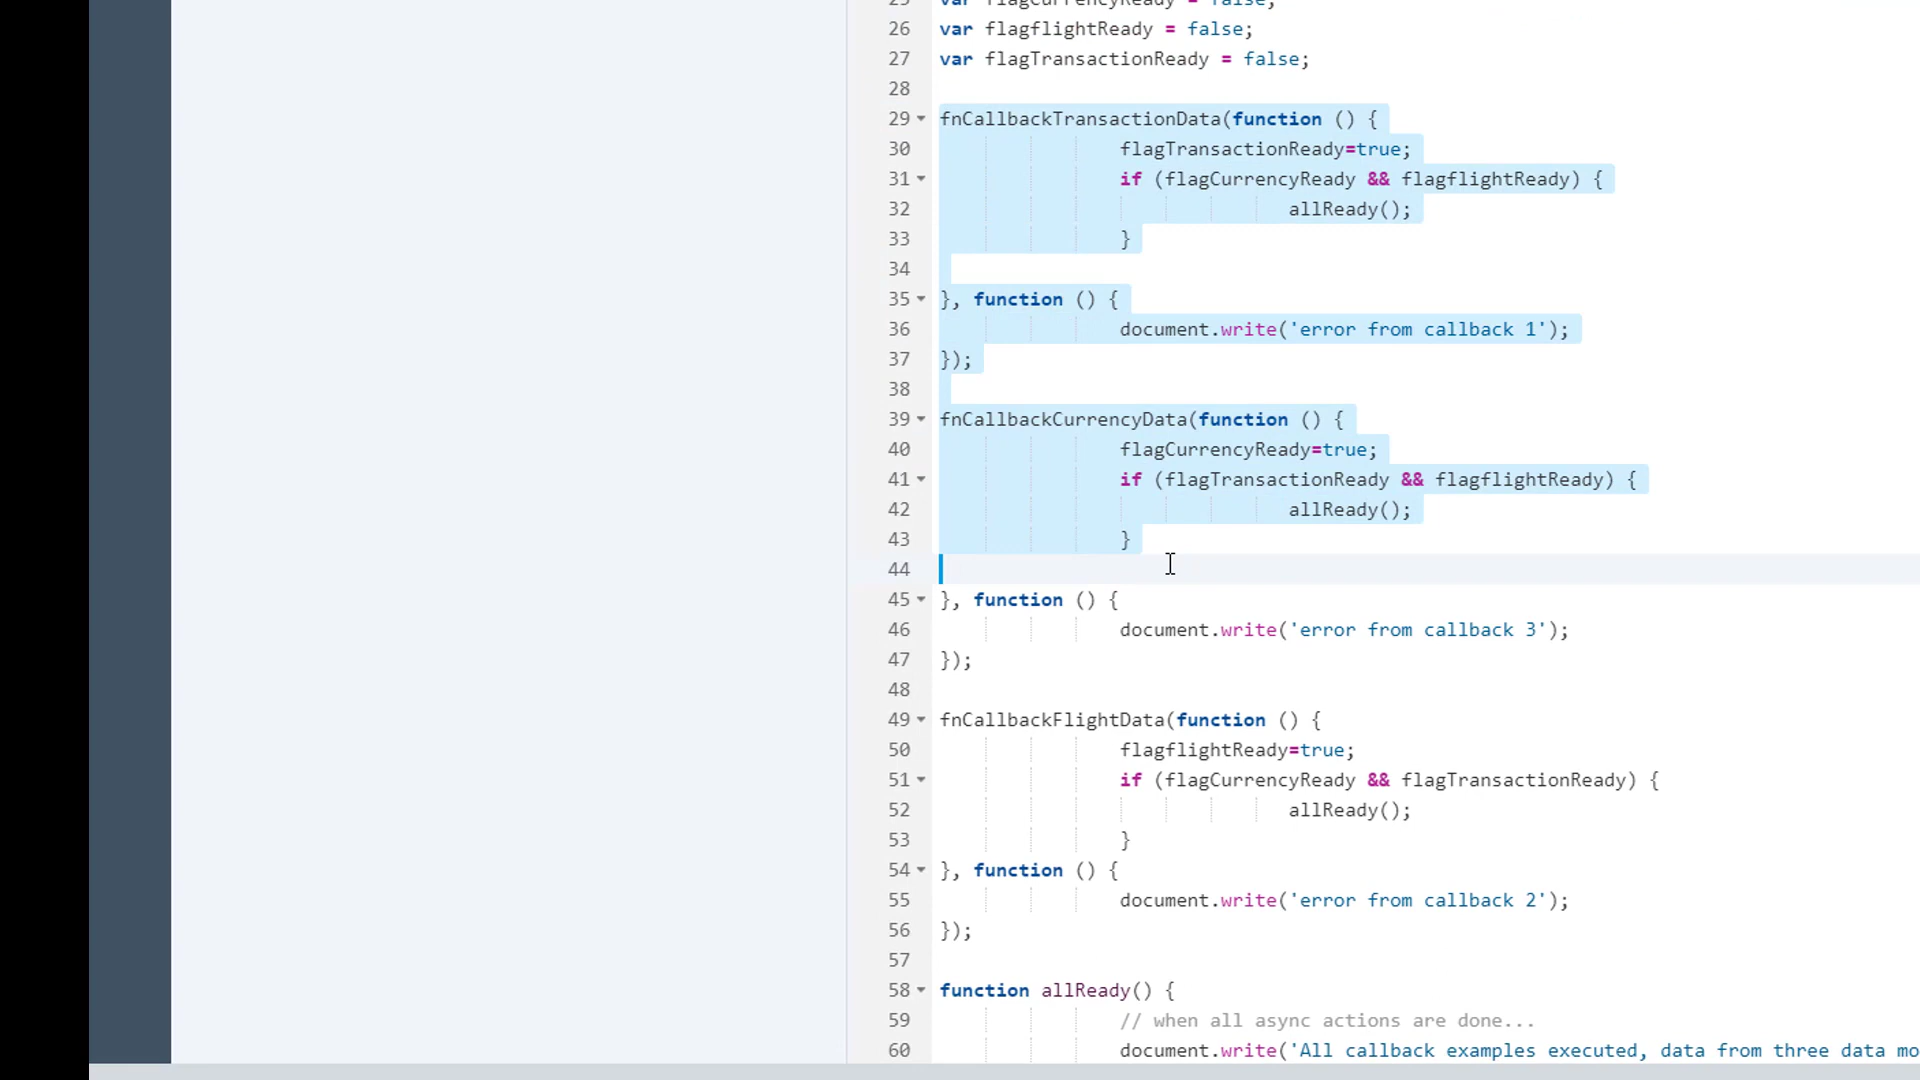 25 var flagCurrencyReady = false;
26 var flagflightReady = false;
27 var flagTransactionReady = false;
28
29 fnCallbackTransactionData(function () {
30 flagTransactionReady=true;
31 if (flagCurrencyReady && flagflightReady) {
32 allReady();
33 }
34
35 }, function () {
36 document.write('error from callback 1');
37 });
38
39 fnCallbackCurrencyData(function () {
40 flagCurrencyReady=true;
41 if (flagTransactionReady && flagflightReady) {
42 allReady();
43 }
44
45 }, function () {
46 document.write('error from callback 3');
47 });
48
49 fnCallbackFlightData(function () {
50 flagflightReady=true;
51 if (flagCurrencyReady && flagTransactionReady) {
52 allReady();
53 }
54 }, function () {
55 document.write('error from callback 2');
56 });
57
58 function allReady() {
59 // when all async actions are done...
60 document.write('All callback examples executed, data from three data mo